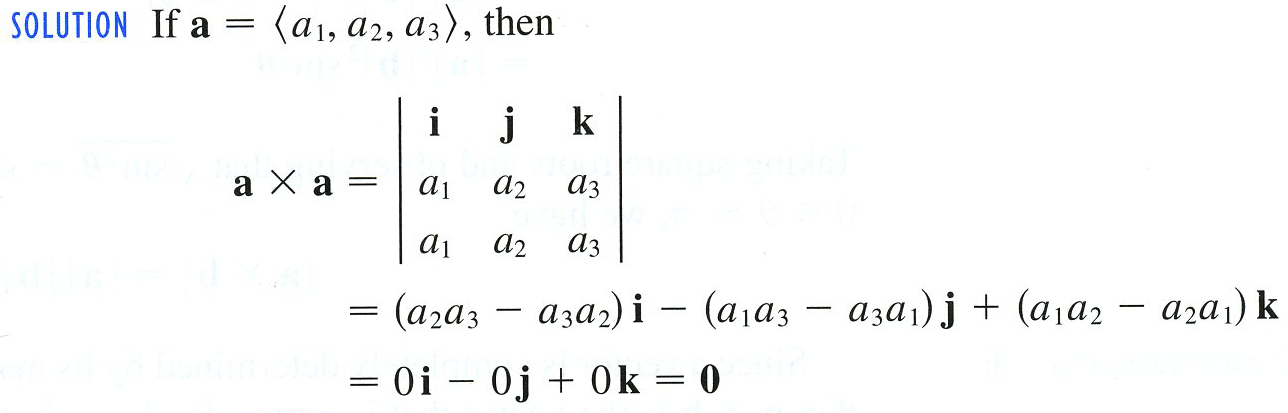 SOLUTION If a = ⟨a₁, a₂, a₃⟩, then
i j k
a × a = a₁ a₂ a₃
a₁ a₂ a₃
= (a₂a₃ − a₃a₂) i − (a₁a₃ − a₃a₁) j + (a₁a₂ − a₂a₁) k
= 0i − 0j + 0k = 0